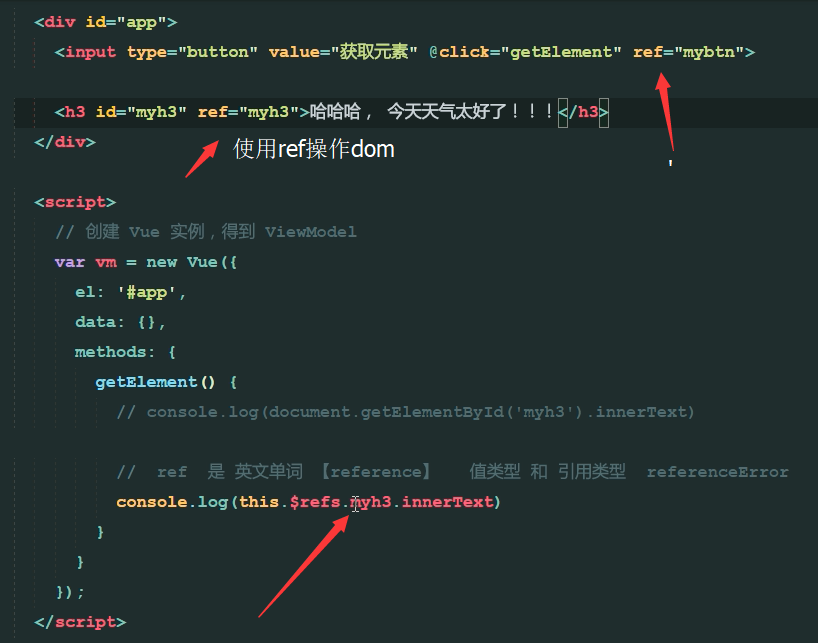 <div id="app">
<input type="button" value="获取元素" @click="getElement" ref="mybtn">
<h3 id="myh3" ref="myh3">哈哈哈， 今天天气太好了！！！</h3>
</div>
使用ref操作dom
<script>
// 创建 Vue 实例，得到 ViewModel
var vm = new Vue({
el: '#app',
data: {},
methods: {
getElement() {
// console.log(document.getElementById('myh3').innerText)
// ref 是 英文单词 【reference】 值类型 和 引用类型 referenceError
console.log(this.$refs.myh3.innerText)
}
}
});
</script>